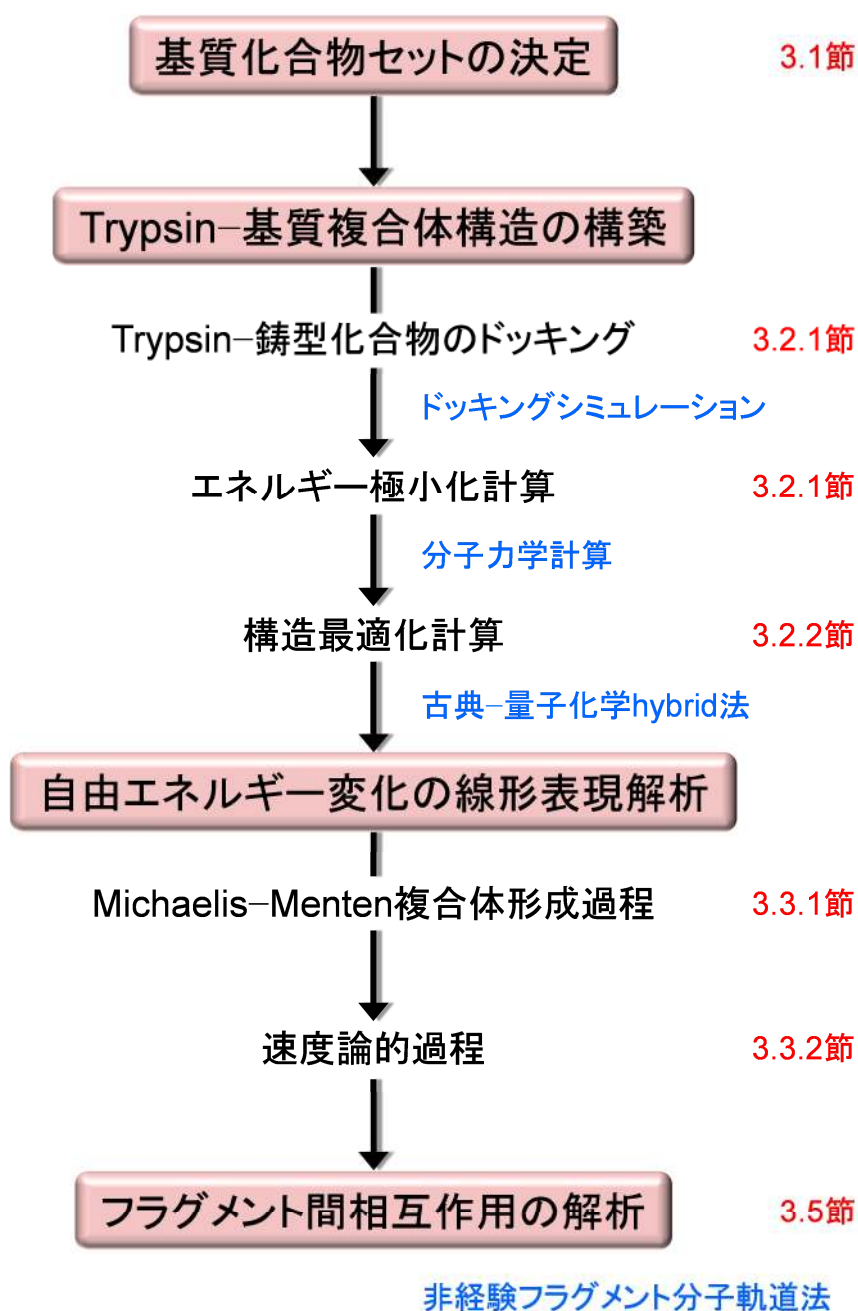 基質化合物セットの決定 3.1節
Trypsin−基質複合体構造の構築
Trypsin−鋳型化合物のドッキング 3.2.1節
ドッキングシミュレーション
エネルギー極小化計算 3.2.1節
分子力学計算
構造最適化計算 3.2.2節
古典−量子化学hybrid法
自由エネルギー変化の線形表現解析
Michaelis−Menten複合体形成過程 3.3.1節
速度論的過程 3.3.2節
フラグメント間相互作用の解析 3.5節
非経験フラグメント分子軌道法